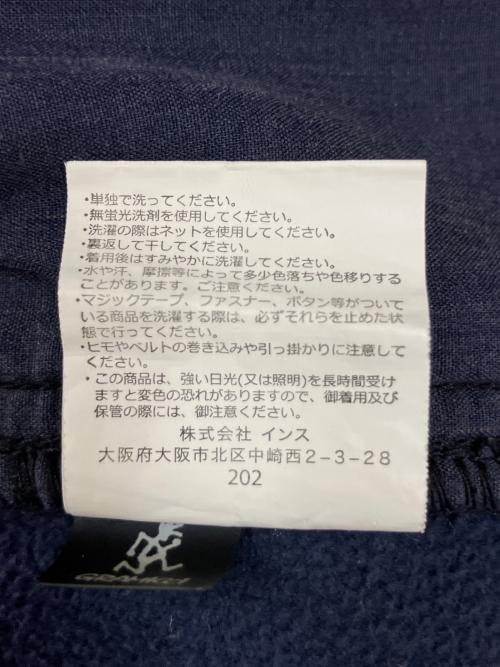 ・単独で洗ってください。
・無蛍光洗剤を使用してください。
・洗濯の際はネットを使用してください。
・裏返して干してください。
・着用後はすみやかに洗濯してください。
・水や汗、摩擦等によって多少色落ちや色移りする
ことがあります。ご注意ください。
・マジックテープ、ファスナー、ボタン等がついて
いる商品を洗濯する際は、必ずそれらを止めた状
態で行ってください。
・ヒモやベルトの巻き込みや引っ掛かりに注意して
ください。
・この商品は、強い日光(又は照明)を長時間受け
ますと変色の恐れがありますので、御着用及び
保管の際には、御注意ください。
株式会社 インス
大阪府大阪市北区中崎西2−3−28
202
GRAMICCI